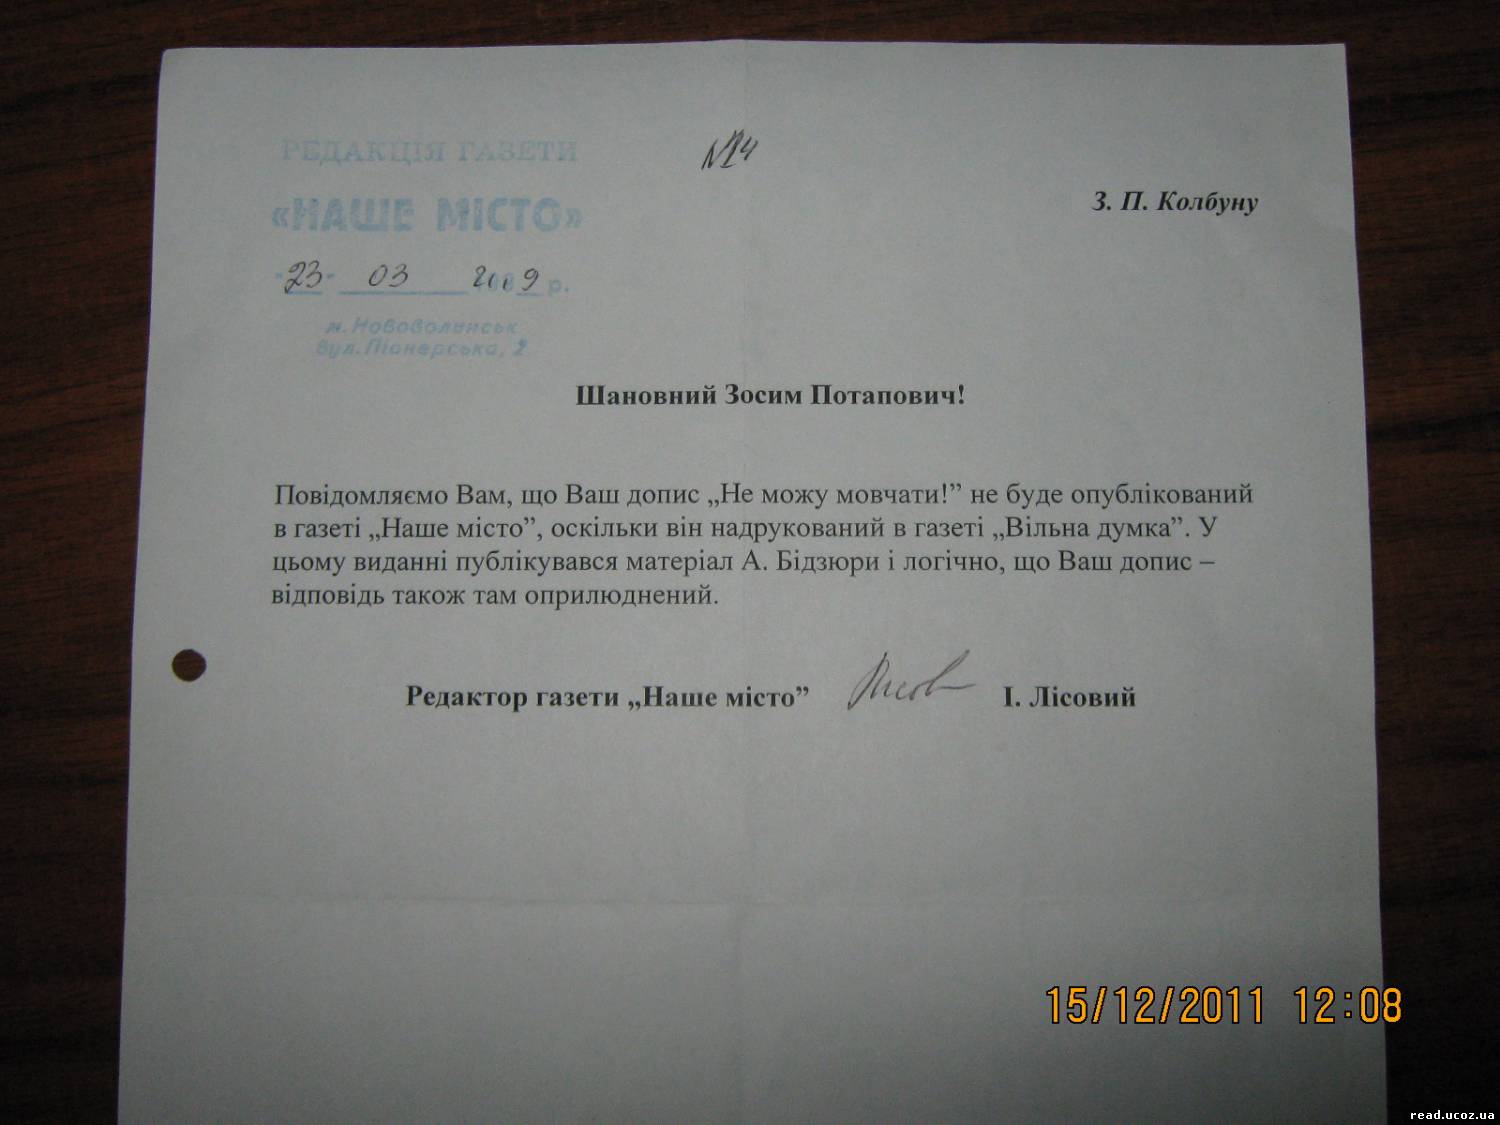 РЕДАКЦІЯ ГАЗЕТИ
«НАШЕ МІСТО»
23 03 р.
м. Нововолинськ
вул. Піонерська, 2
№14
З. П. Колбуну
Шановний Зосим Потапович!
Повідомляємо Вам, що Ваш допис „Не можу мовчати!” не буде опублікований
в газеті „Наше місто”, оскільки він надрукований в газеті „Вільна думка”. У
цьому виданні публікувався матеріал А. Бідзюри і логічно, що Ваш допис –
відповідь також там оприлюднений.
Редактор газети „Наше місто” І. Лісовий
15/12/2011 12:08
read.ucoz.ua